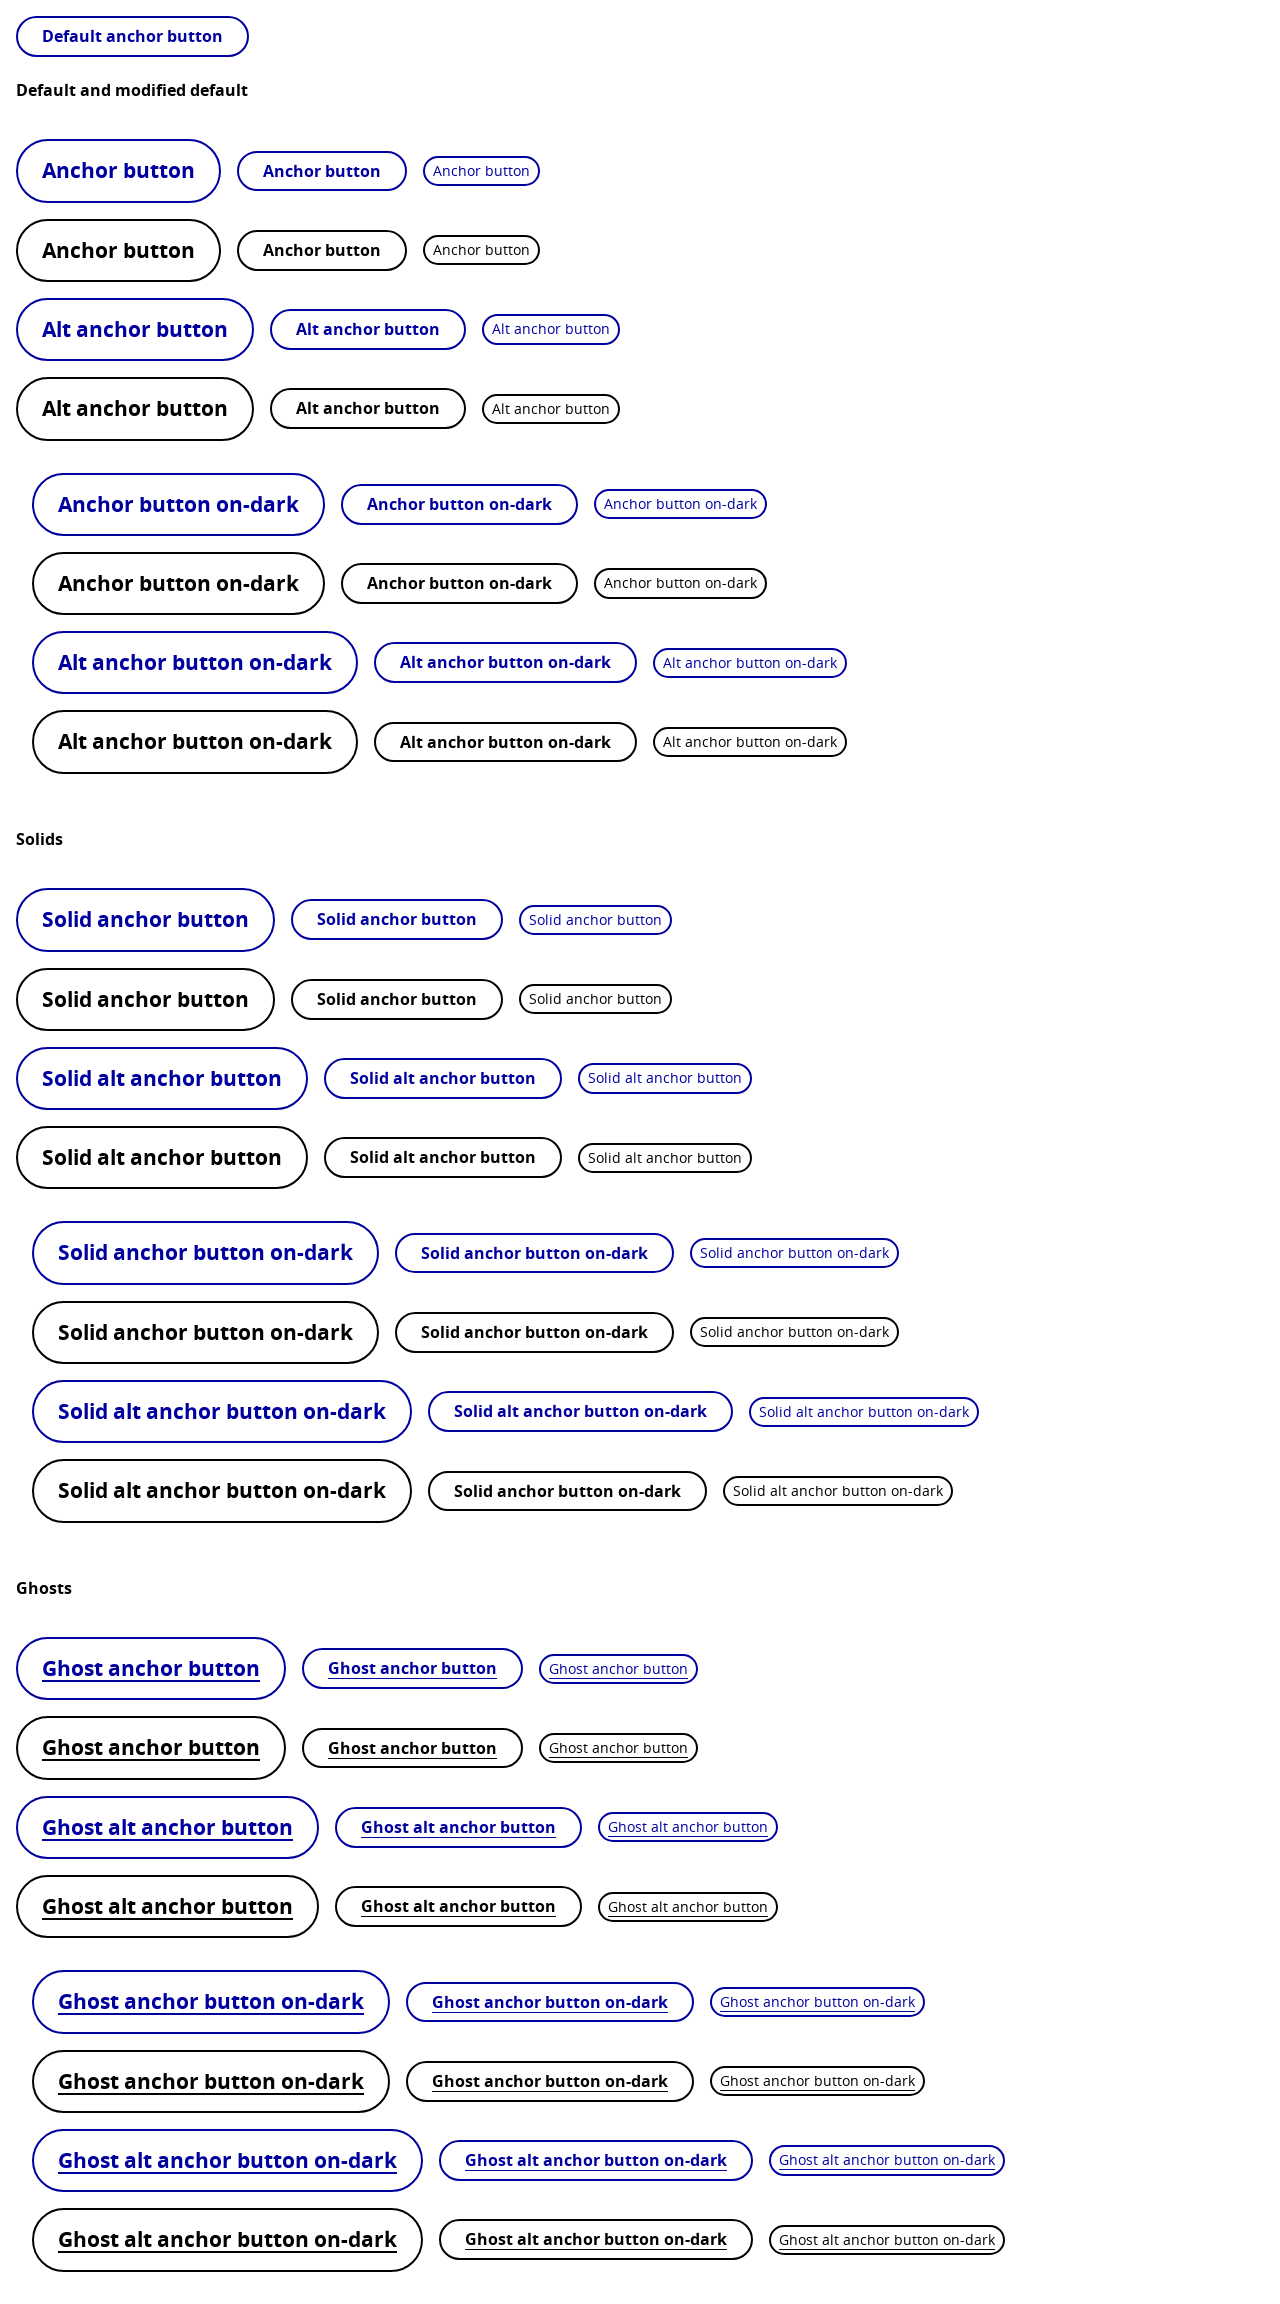 Default anchor button
Default and modified default
Anchor button Anchor button Anchor button
Anchor button Anchor button Anchor button
Alt anchor button Alt anchor button Alt anchor button
Alt anchor button Alt anchor button Alt anchor button
Anchor button on-dark Anchor button on-dark Anchor button on-dark
Anchor button on-dark Anchor button on-dark Anchor button on-dark
Alt anchor button on-dark Alt anchor button on-dark Alt anchor button on-dark
Alt anchor button on-dark Alt anchor button on-dark Alt anchor button on-dark
Solids
Solid anchor button Solid anchor button Solid anchor button
Solid anchor button Solid anchor button Solid anchor button
Solid alt anchor button Solid alt anchor button Solid alt anchor button
Solid alt anchor button Solid alt anchor button Solid alt anchor button
Solid anchor button on-dark Solid anchor button on-dark Solid anchor button on-dark
Solid anchor button on-dark Solid anchor button on-dark Solid anchor button on-dark
Solid alt anchor button on-dark Solid alt anchor button on-dark Solid alt anchor button on-dark
Solid alt anchor button on-dark Solid anchor button on-dark Solid alt anchor button on-dark
Ghosts
Ghost anchor button Ghost anchor button Ghost anchor button
Ghost anchor button Ghost anchor button Ghost anchor button
Ghost alt anchor button Ghost alt anchor button Ghost alt anchor button
Ghost alt anchor button Ghost alt anchor button Ghost alt anchor button
Ghost anchor button on-dark Ghost anchor button on-dark Ghost anchor button on-dark
Ghost anchor button on-dark Ghost anchor button on-dark Ghost anchor button on-dark
Ghost alt anchor button on-dark Ghost alt anchor button on-dark Ghost alt anchor button on-dark
Ghost alt anchor button on-dark Ghost alt anchor button on-dark Ghost alt anchor button on-dark